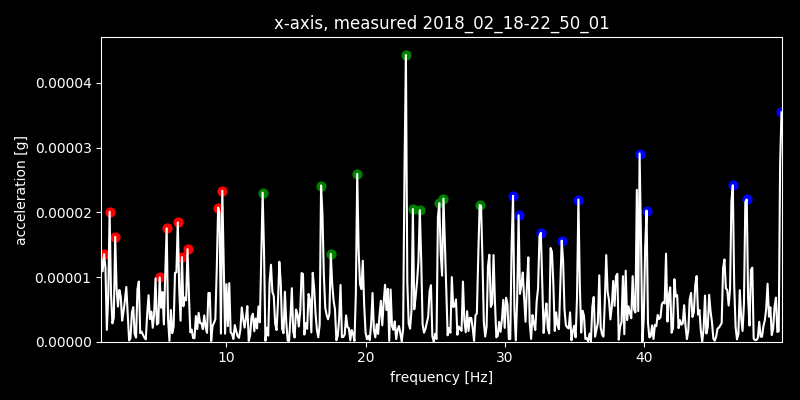 x-axis, measured 2018_02_18-22_50_01
0.00004
0.00003
0.00002
0.00001
0.00000
acceleration [g]
10 20 30 40
frequency [Hz]